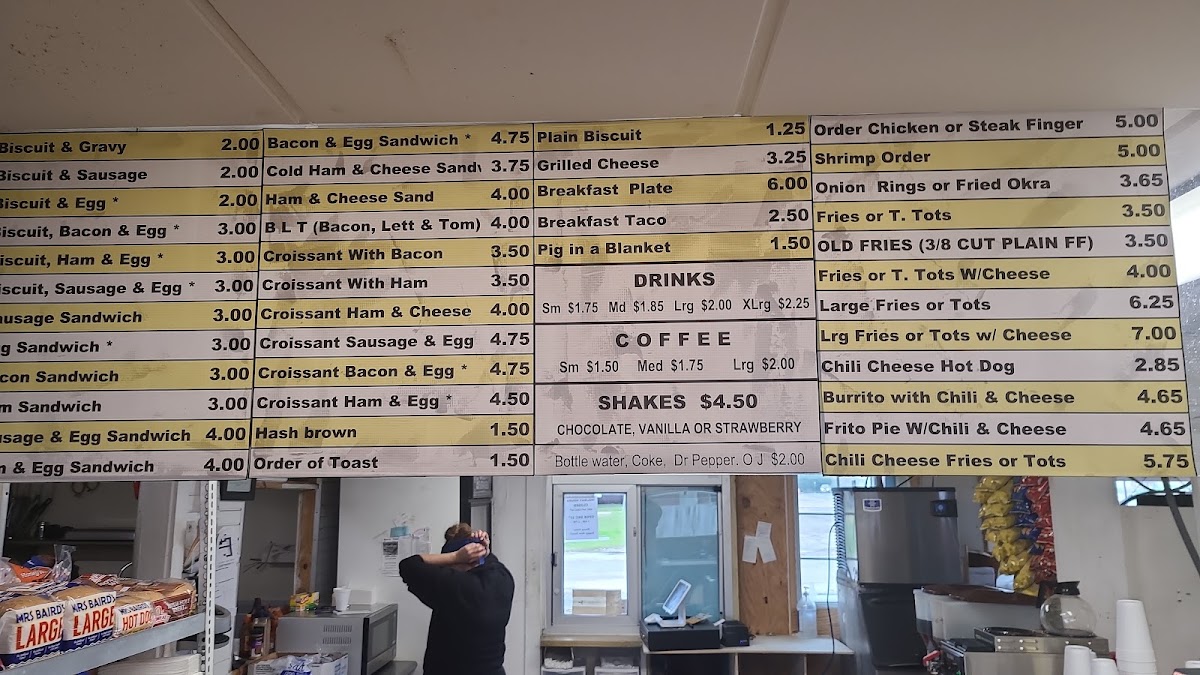 Biscuit & Gravy 2.00
Biscuit & Sausage 2.00
Biscuit & Egg * 2.00
iscuit, Bacon & Egg * 3.00
iscuit, Ham & Egg * 3.00
iscuit, Sausage & Egg * 3.00
ausage Sandwich 3.00
gg Sandwich * 3.00
con Sandwich 3.00
m Sandwich 3.00
usage & Egg Sandwich 4.00
n & Egg Sandwich 4.00
Bacon & Egg Sandwich * 4.75
Cold Ham & Cheese Sand 3.75
Ham & Cheese Sand 4.00
B L T (Bacon, Lett & Tom) 4.00
Croissant With Bacon 3.50
Croissant With Ham 3.50
Croissant Ham & Cheese 4.00
Croissant Sausage & Egg 4.75
Croissant Bacon & Egg * 4.75
Croissant Ham & Egg * 4.50
Hash brown 1.50
Order of Toast 1.50
Plain Biscuit 1.25
Grilled Cheese 3.25
Breakfast Plate 6.00
Breakfast Taco 2.50
Pig in a Blanket 1.50
DRINKS
Sm $1.75 Md $1.85 Lrg $2.00 XLrg $2.25
COFFEE
Sm $1.50 Med $1.75 Lrg $2.00
SHAKES $4.50
CHOCOLATE, VANILLA OR STRAWBERRY
Bottle water, Coke, Dr Pepper. O J $2.00
Order Chicken or Steak Finger 5.00
Shrimp Order 5.00
Onion Rings or Fried Okra 3.65
Fries or T. Tots 3.50
OLD FRIES (3/8 CUT PLAIN FF) 3.50
Fries or T. Tots W/Cheese 4.00
Large Fries or Tots 6.25
Lrg Fries or Tots w/ Cheese 7.00
Chili Cheese Hot Dog 2.85
Burrito with Chili & Cheese 4.65
Frito Pie W/Chili & Cheese 4.65
Chili Cheese Fries or Tots 5.75
MRS BAIRD'S
LARGE
MRS BAIRD
LARGE
HOT DO